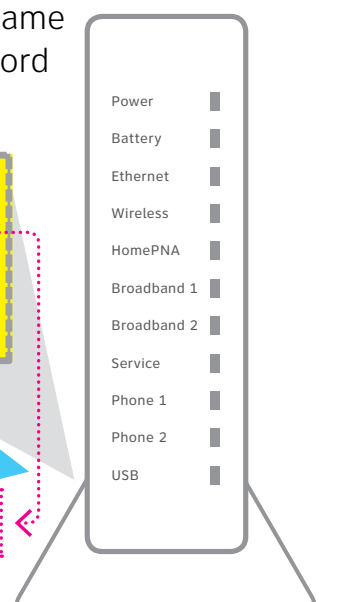 ame
ord
Power
Battery
Ethernet
Wireless
HomePNA
Broadband 1
Broadband 2
Service
Phone 1
Phone 2
USB